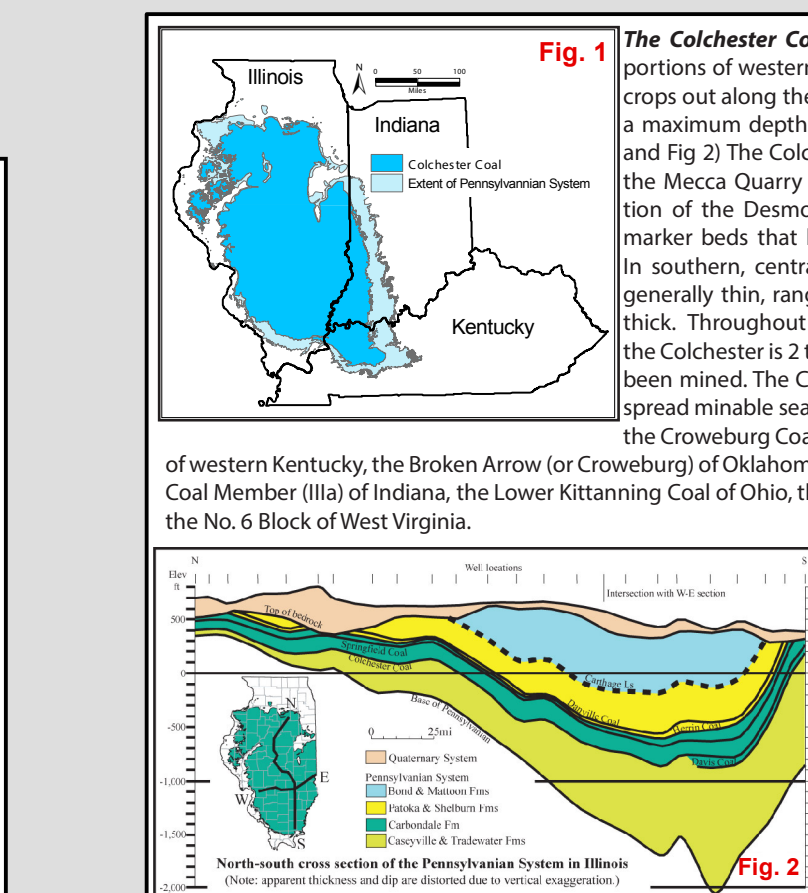 Fig. 1
N
0 50 100
Miles
Illinois
Indiana
Colchester Coal
Extent of Pennsylvannian System
Kentucky
The Colchester Co
portions of western
crops out along the
a maximum depth
and Fig 2) The Colc
the Mecca Quarry
tion of the Desmo
marker beds that
In southern, centra
generally thin, rang
thick. Throughout
the Colchester is 2 t
been mined. The C
spread minable sea
the Croweburg Coa
of western Kentucky, the Broken Arrow (or Croweburg) of Oklahom
Coal Member (IIIa) of Indiana, the Lower Kittanning Coal of Ohio, th
the No. 6 Block of West Virginia.
N
Well locations
S
Elev
ft
Intersection with W-E section
500
0
-500
-1,000
-1,500
-2,000
Top of bedrock
Springfield Coal
Colchester Coal
Base of Pennsylvanian
Carthage Ls
Danville Coal
Herrin Coal
Davis Coal
N
E
W
S
0 25mi
Quaternary System
Pennsylvanian System
Bond & Mattoon Fms
Patoka & Shelburn Fms
Carbondale Fm
Caseyville & Tradewater Fms
North-south cross section of the Pennsylvanian System in Illinois
(Note: apparent thickness and dip are distorted due to vertical exaggeration.)
Fig. 2